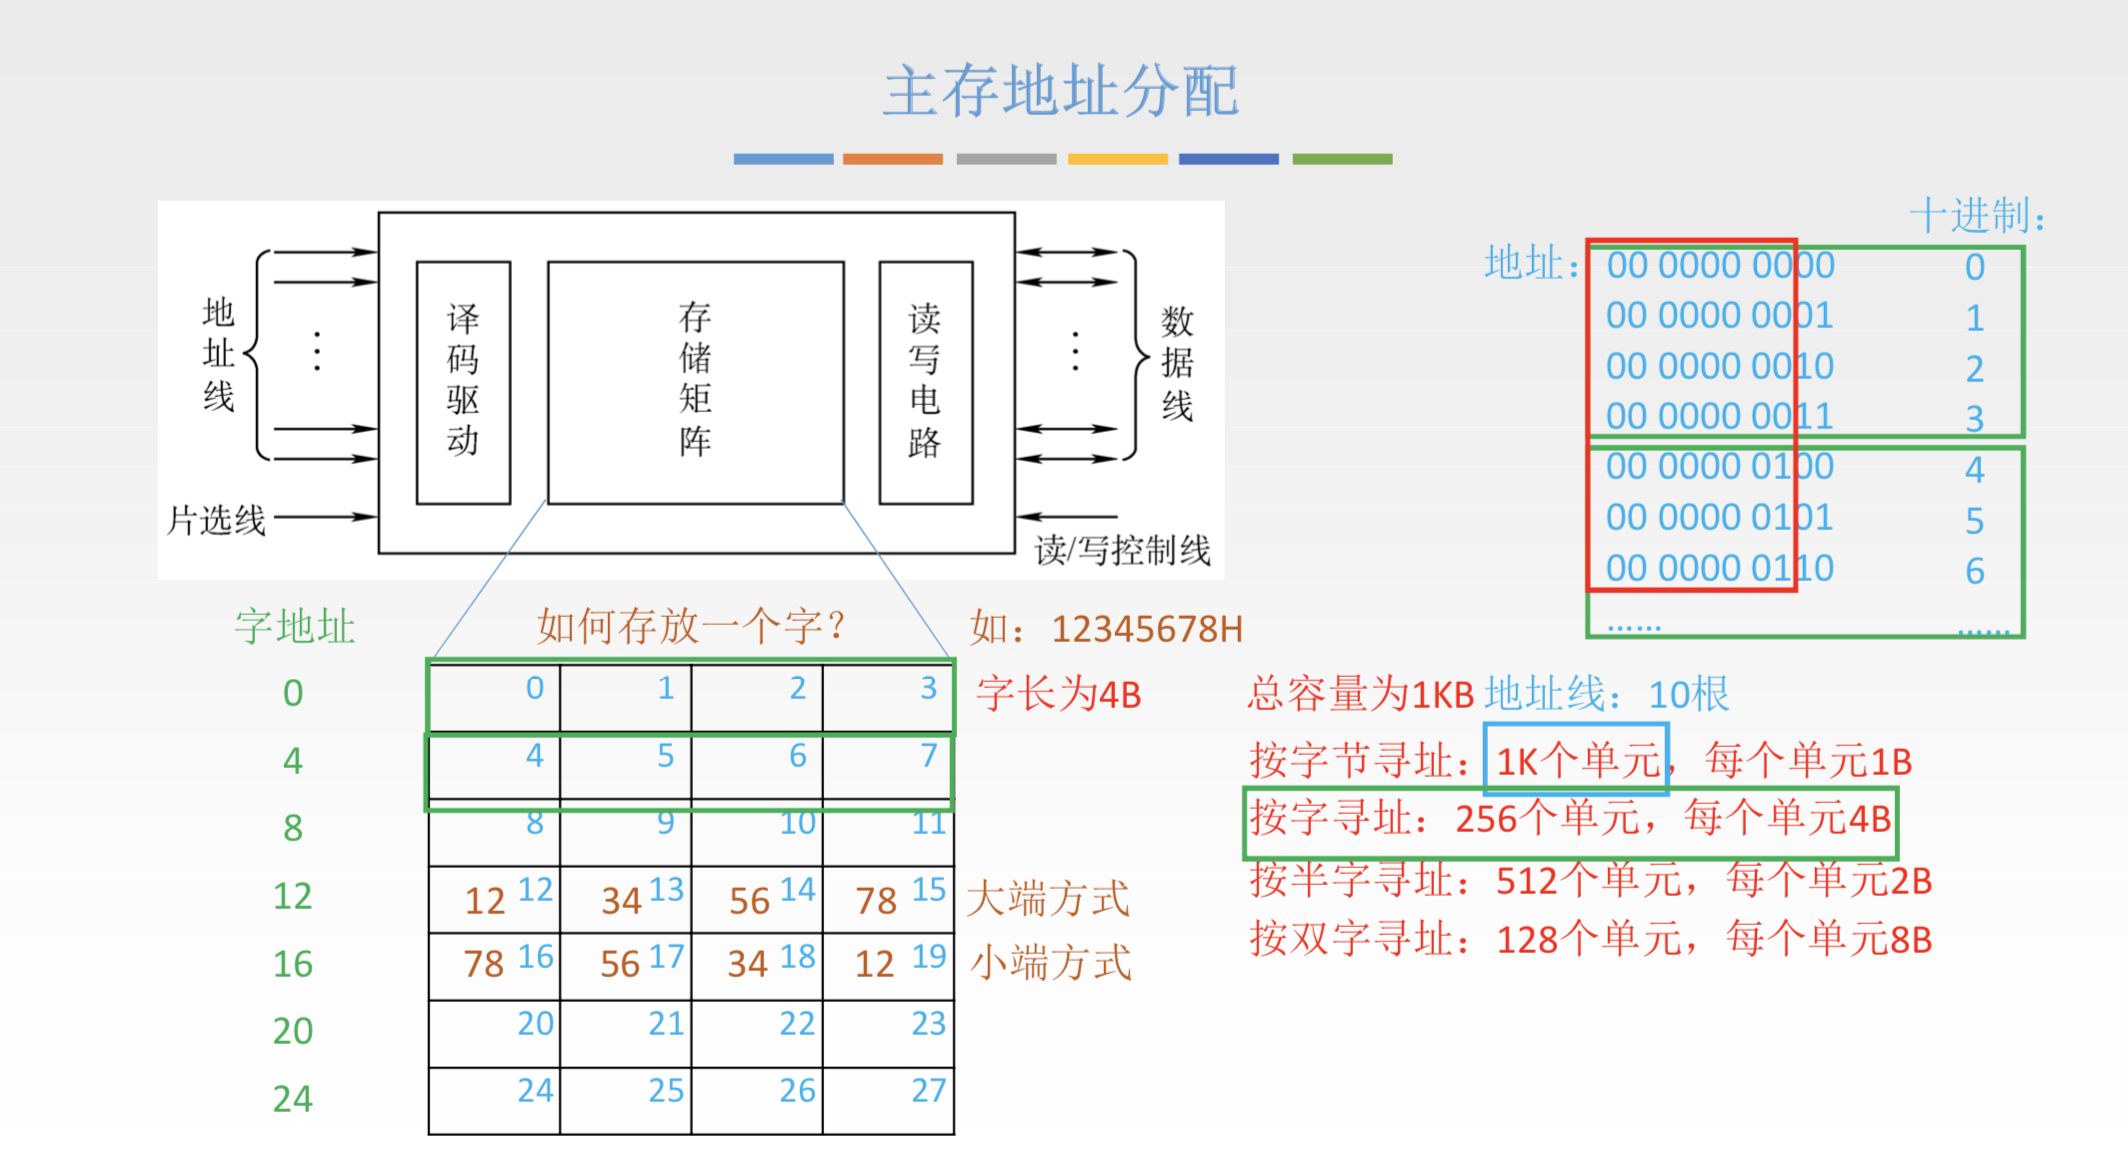 主存地址分配
十进制：
地址：
00 0000 0000 0
00 0000 0001 1
00 0000 0010 2
00 0000 0011 3
00 0000 0100 4
00 0000 0101 5
00 0000 0110 6
…… ……
地址线
译码驱动
存储矩阵
读写电路
数据线
片选线
读/写控制线
字地址
如何存放一个字？
如：12345678H
0 0 1 2 3 字长为4B
4 4 5 6 7
8 8 9 10 11
12 12 12 34 13 56 14 78 15 大端方式
16 78 16 56 17 34 18 12 19 小端方式
20 20 21 22 23
24 24 25 26 27
总容量为1KB 地址线：10根
按字节寻址：1K个单元，每个单元1B
按字寻址：256个单元，每个单元4B
按半字寻址：512个单元，每个单元2B
按双字寻址：128个单元，每个单元8B